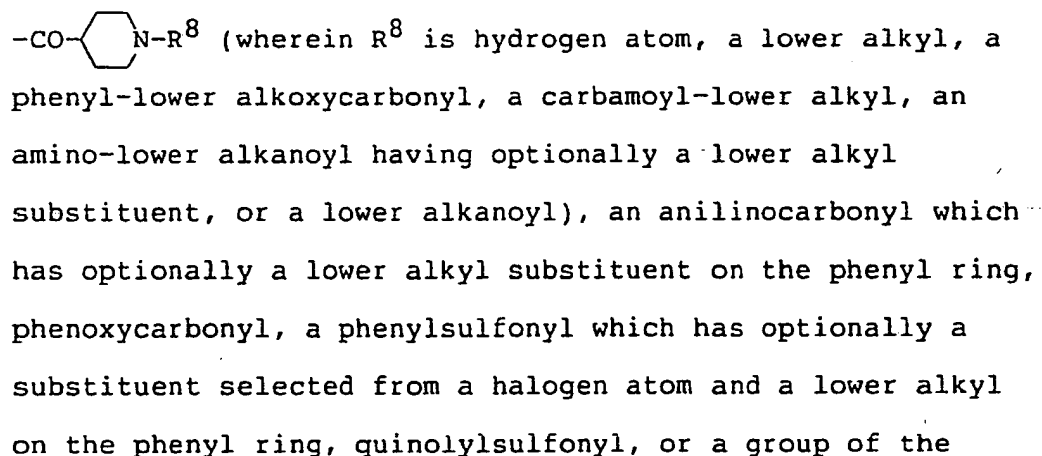 -CO- N-R8 (wherein R8 is hydrogen atom, a lower alkyl, a
phenyl-lower alkoxycarbonyl, a carbamoyl-lower alkyl, an
amino-lower alkanoyl having optionally a lower alkyl
substituent, or a lower alkanoyl), an anilinocarbonyl which
has optionally a lower alkyl substituent on the phenyl ring,
phenoxycarbonyl, a phenylsulfonyl which has optionally a
substituent selected from a halogen atom and a lower alkyl
on the phenyl ring, quinolylsulfonyl, or a group of the